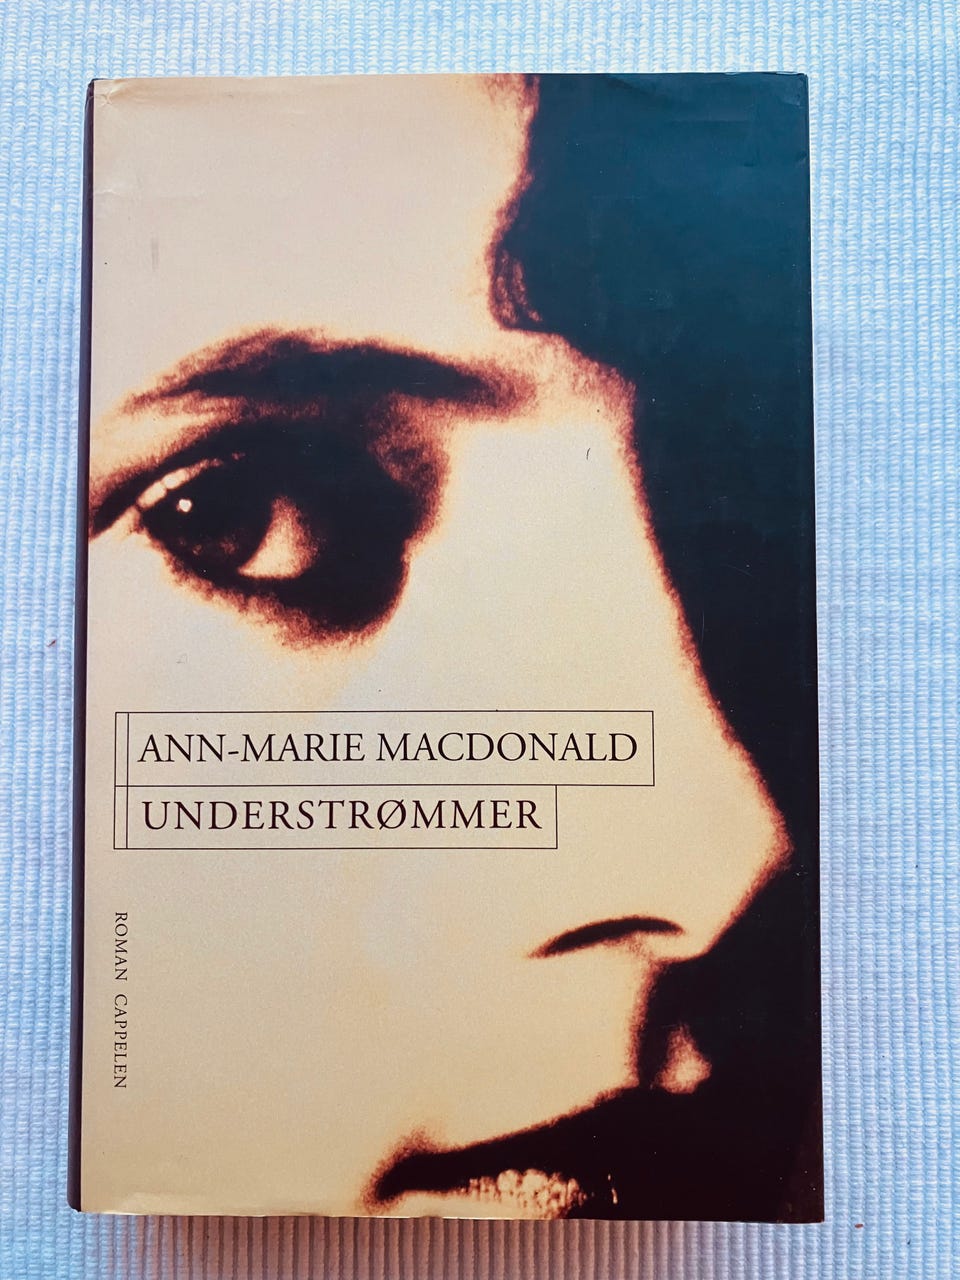 ANN-MARIE MACDONALD
UNDERSTRØMMER
ROMAN CAPPELEN